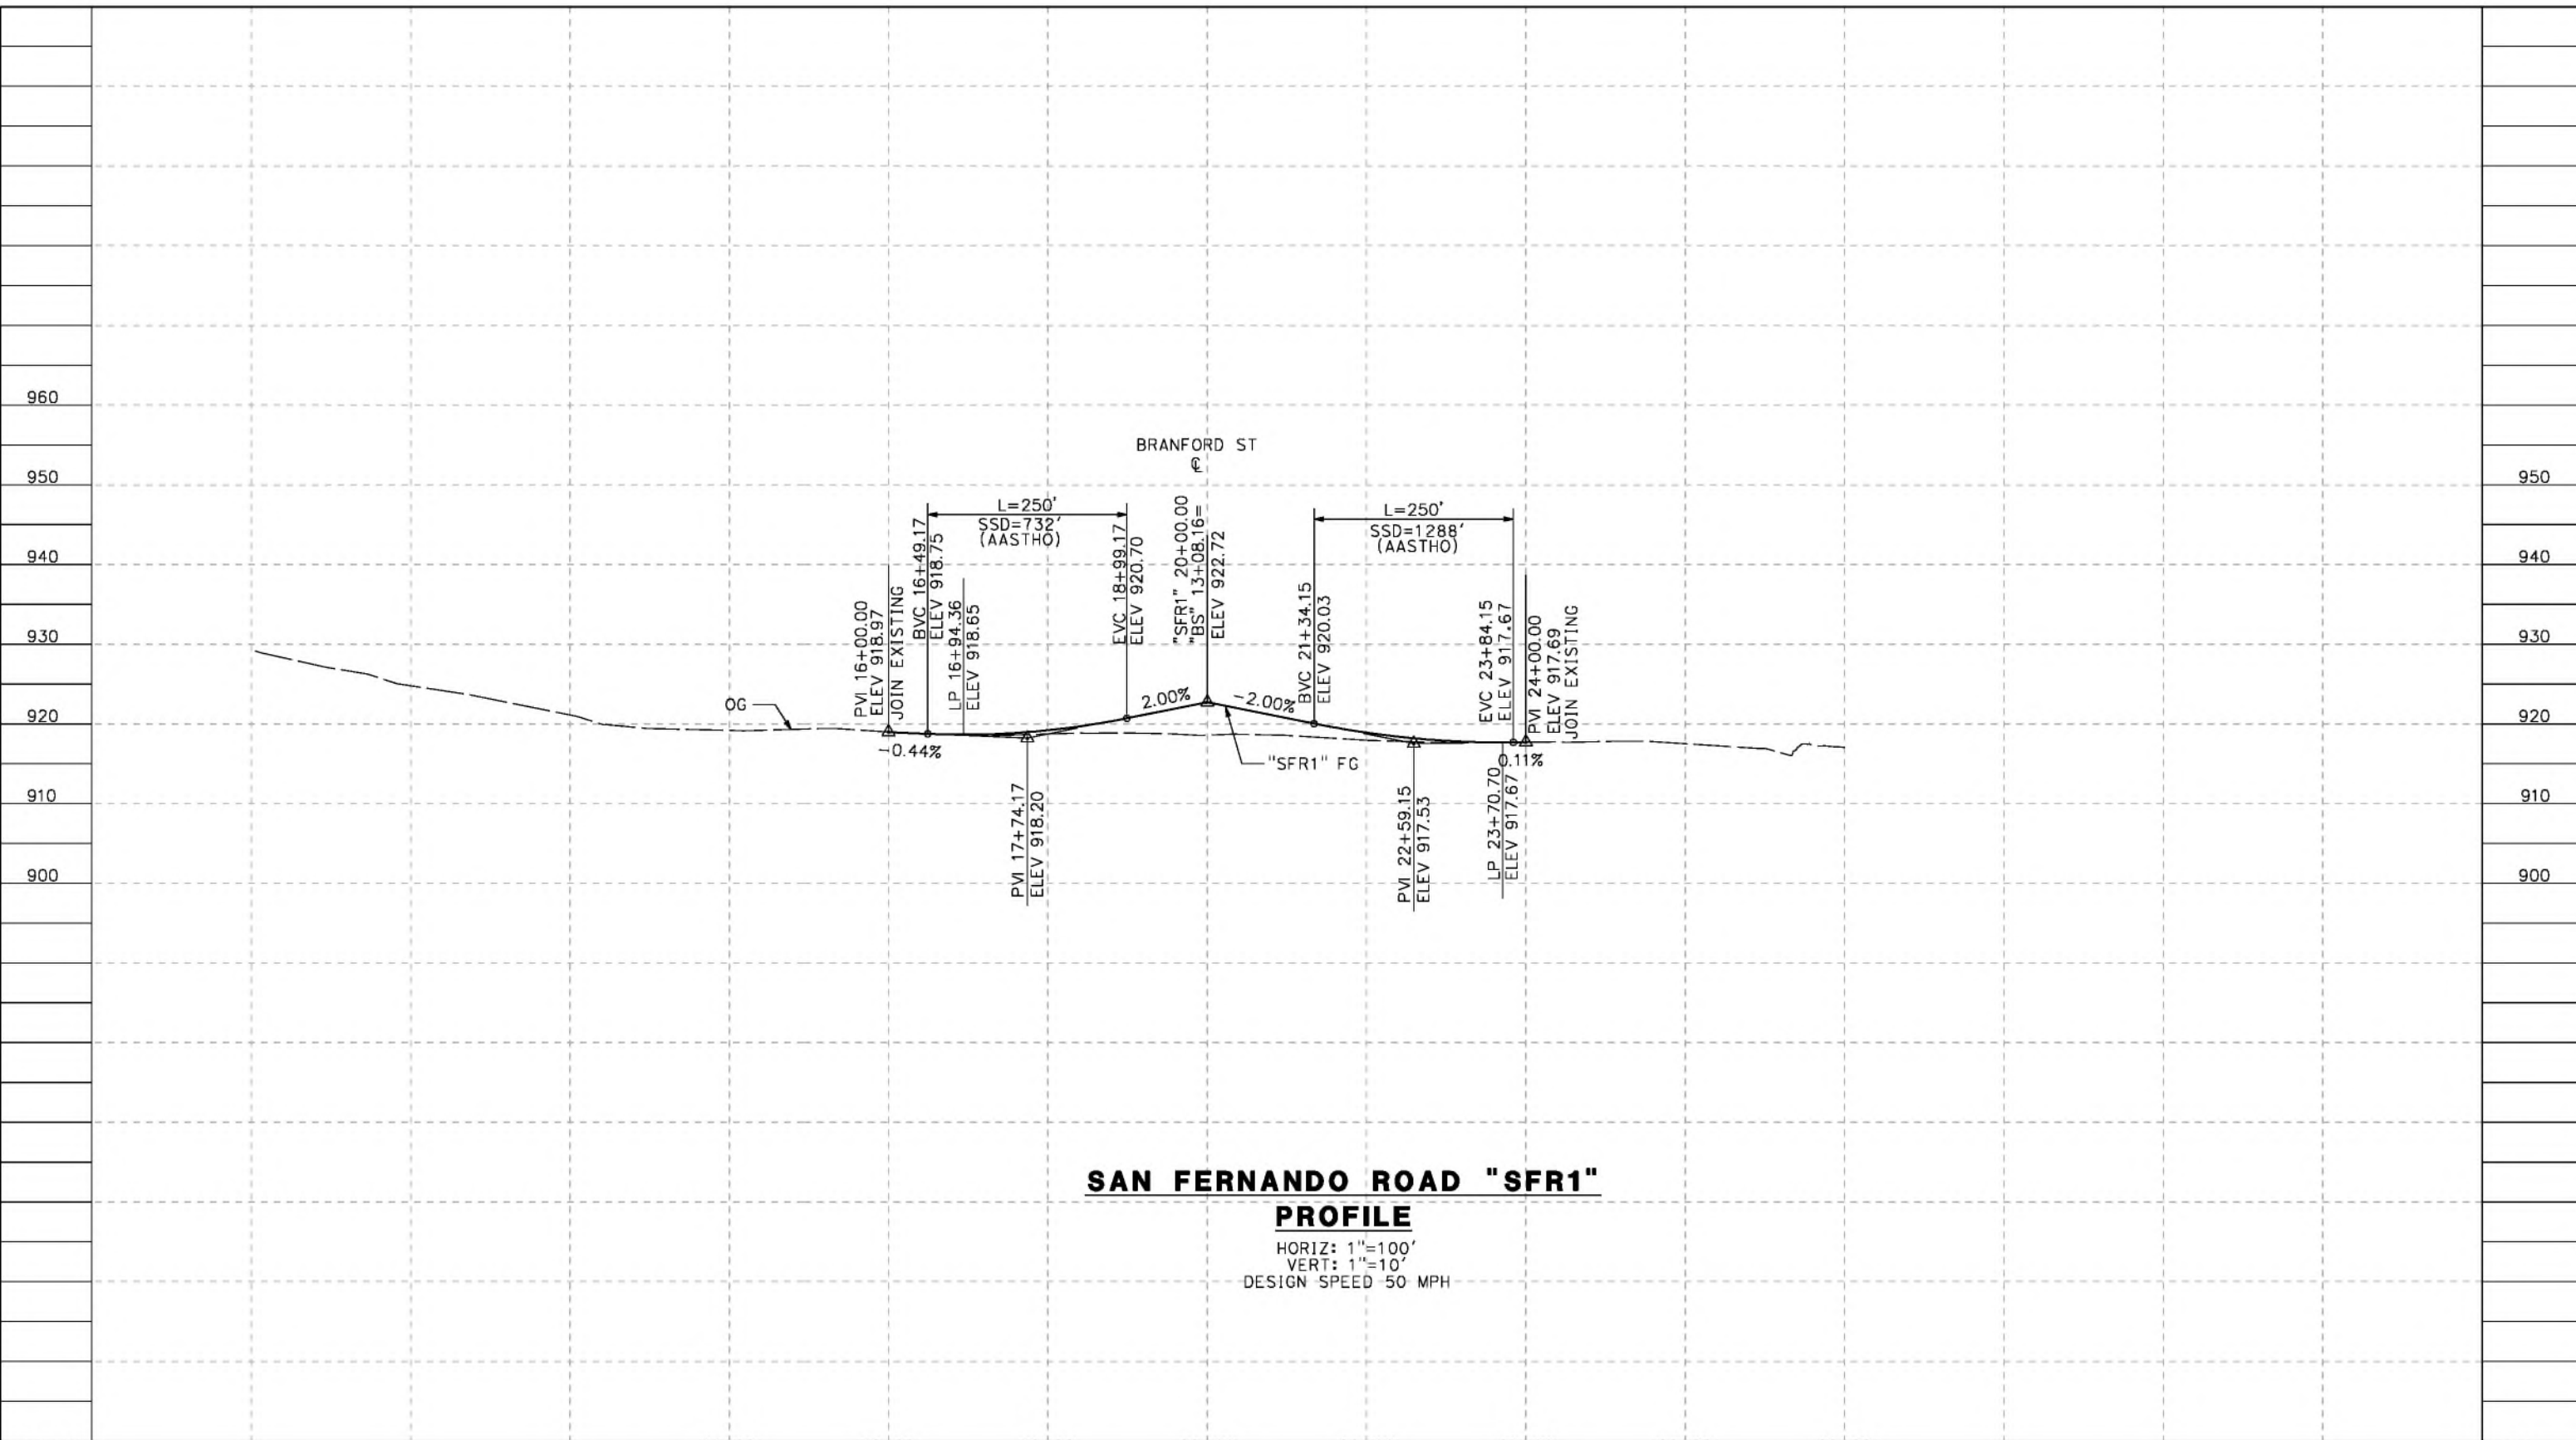 960
950
940
930
920
910
900
950
940
930
920
910
900
BRANFORD ST
℄
L=250'
SSD=732'
(AASTHO)
L=250'
SSD=1288'
(AASTHO)
PVI 16+00.00
ELEV 918.97
JOIN EXISTING
BVC 16+49.17
ELEV 918.75
LP 16+94.36
ELEV 918.65
EVC 18+99.17
ELEV 920.70
"SFR1" 20+00.00
"BS" 13+08.16=
ELEV 922.72
BVC 21+34.15
ELEV 920.03
EVC 23+84.15
ELEV 917.67
PVI 24+00.00
ELEV 917.69
JOIN EXISTING
OG
-0.44%
2.00%
-2.00%
0.11%
"SFR1" FG
PVI 17+74.17
ELEV 918.20
PVI 22+59.15
ELEV 917.53
LP 23+70.70
ELEV 917.67
SAN FERNANDO ROAD "SFR1"
PROFILE
HORIZ: 1"=100'
VERT: 1"=10'
DESIGN SPEED 50 MPH